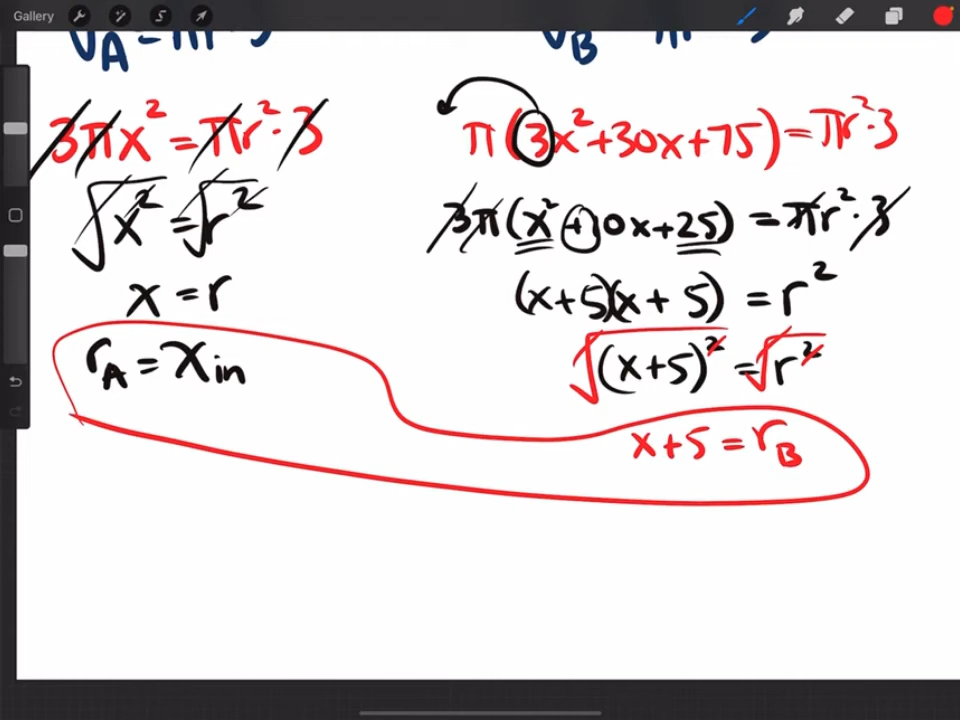 Gallery
V_A = πr² · 3
V_B πr² · 3
3πx² = πr² · 3
√x² = √r²
x = r
r_A = x in
π(3x² + 30x + 75) = πr² · 3
3π(x² + 10x + 25) = πr² · 3
(x + 5)(x + 5) = r²
√(x + 5)² = √r²
x + 5 = r_B